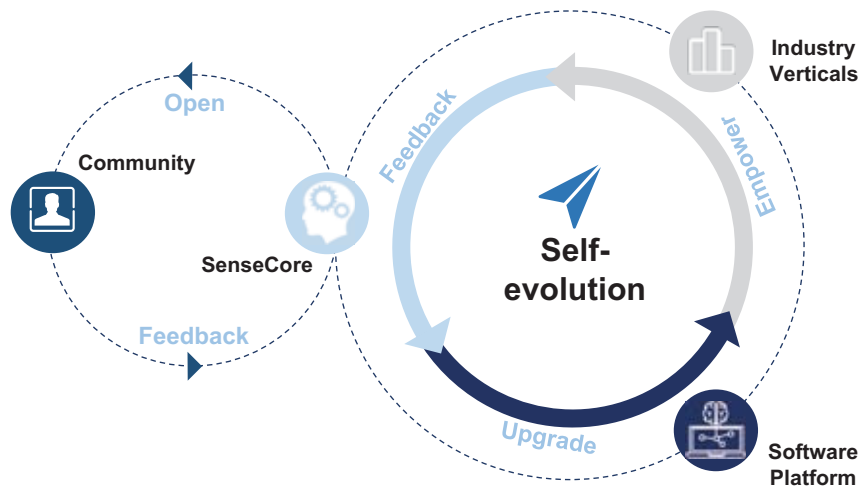 Industry
Verticals
Open
Feedback
Community
Empower
SenseCore
Self-
evolution
Feedback
Upgrade
Software
Platform